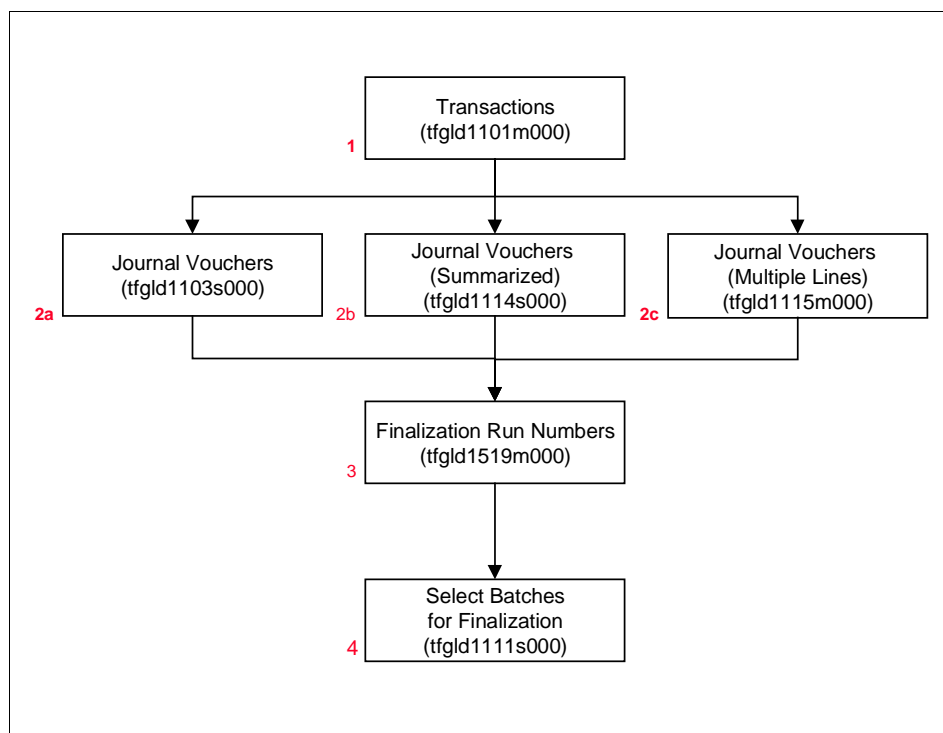 Transactions
(tfgld1101m000)
1
Journal Vouchers
(tfgld1103s000)
2a
Journal Vouchers
(Summarized)
(tfgld1114s000)
2b
Journal Vouchers
(Multiple Lines)
(tfgld1115m000)
2c
Finalization Run Numbers
(tfgld1519m000)
3
Select Batches
for Finalization
(tfgld1111s000)
4